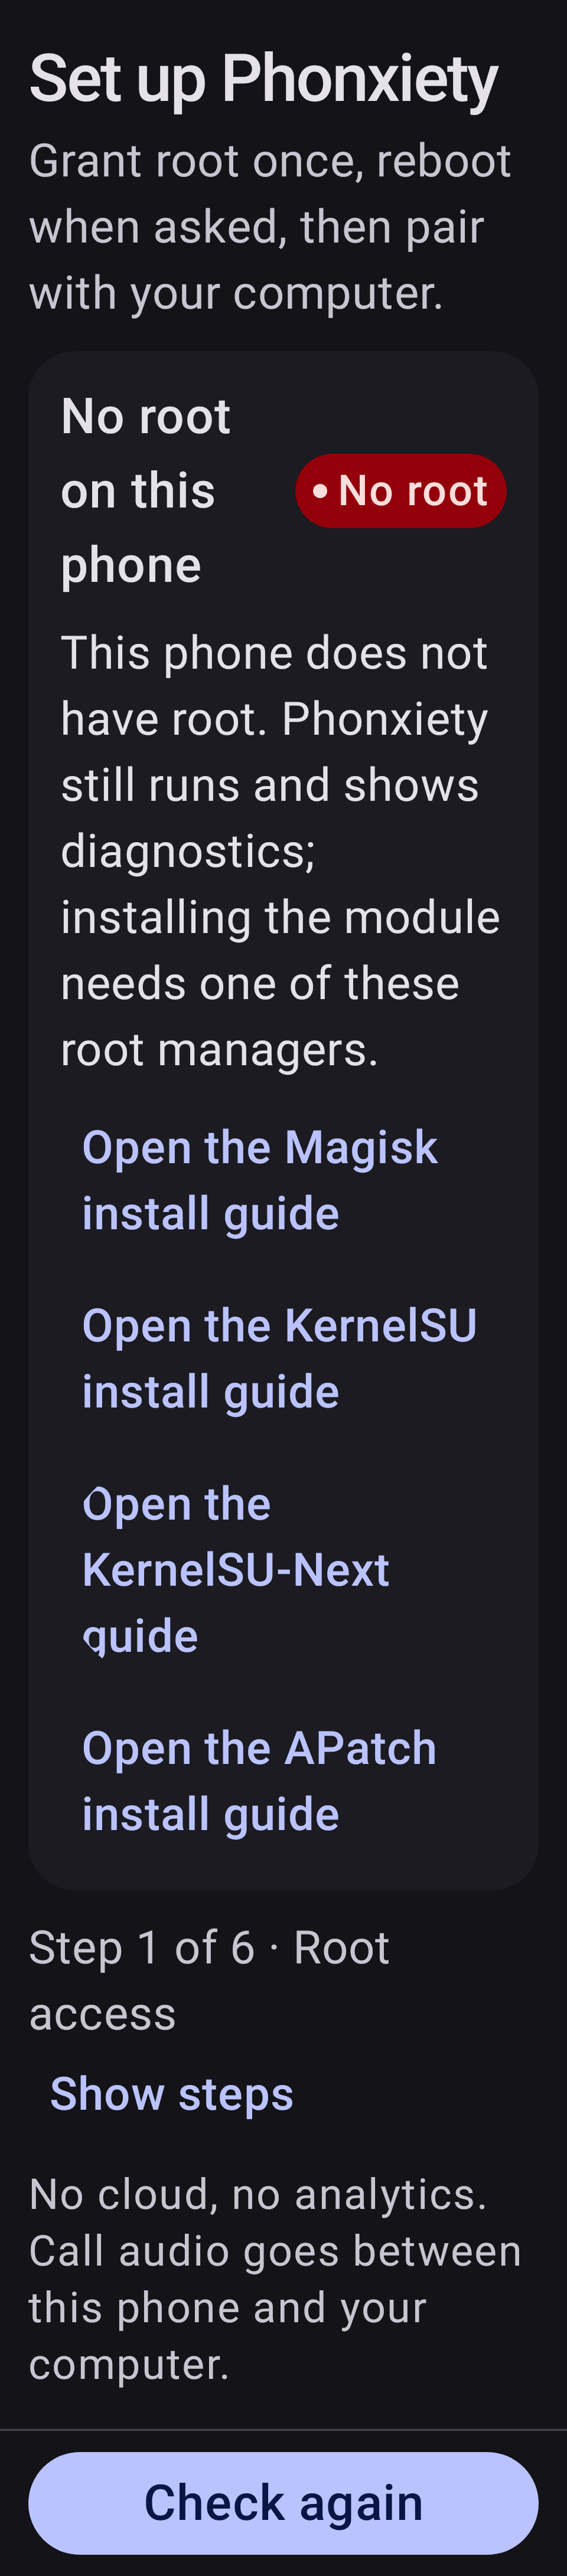 Set up Phonxiety
Grant root once, reboot
when asked, then pair
with your computer.
No root
on this
phone
No root
This phone does not
have root. Phonxiety
still runs and shows
diagnostics;
installing the module
needs one of these
root managers.
Open the Magisk
install guide
Open the KernelSU
install guide
Open the
KernelSU-Next
guide
Open the APatch
install guide
Step 1 of 6 · Root
access
Show steps
No cloud, no analytics.
Call audio goes between
this phone and your
computer.
Check again